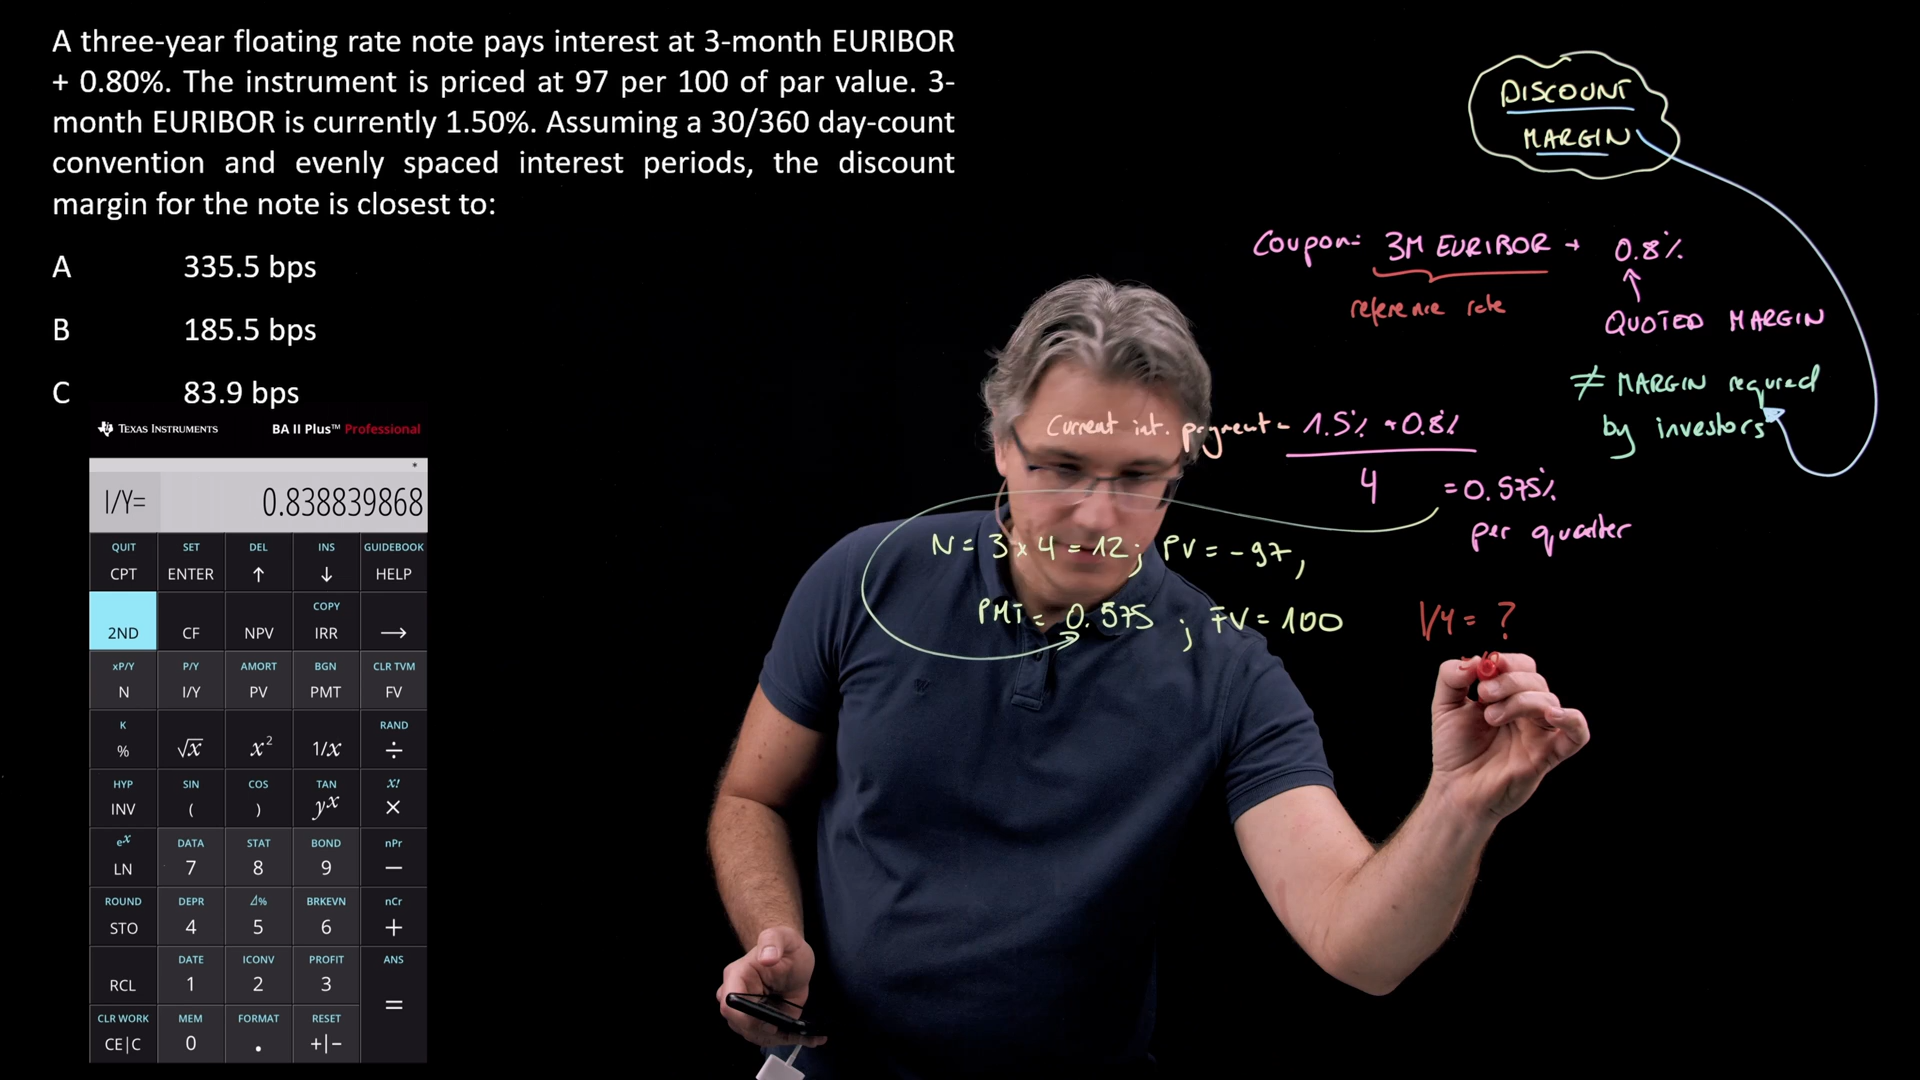 A three-year floating rate note pays interest at 3-month EURIBOR
+ 0.80%. The instrument is priced at 97 per 100 of par value. 3-
month EURIBOR is currently 1.50%. Assuming a 30/360 day-count
convention and evenly spaced interest periods, the discount
margin for the note is closest to:
A 335.5 bps
B 185.5 bps
C 83.9 bps
TEXAS INSTRUMENTS BA II Plus™ Professional
I/Y= 0.838839868
QUIT SET DEL INS GUIDEBOOK
CPT ENTER ↑ ↓ HELP
COPY
2ND CF NPV IRR →
xP/Y P/Y AMORT BGN CLR TVM
N I/Y PV PMT FV
K RAND
% √x x² 1/x ÷
HYP SIN COS TAN x!
INV ( ) yˣ ×
eˣ DATA STAT BOND nPr
LN 7 8 9 −
ROUND DEPR Δ% BRKEVN nCr
STO 4 5 6 +
DATE ICONV PROFIT ANS
RCL 1 2 3 =
CLR WORK MEM FORMAT RESET
CE|C 0 . +|−
DISCOUNT
MARGIN
Coupon = 3M EURIBOR + 0.8%
reference rate
QUOTED MARGIN
≠ MARGIN required
by investors
Current int. payment = 1.5% + 0.8%
4 = 0.575%
per quarter
N = 3 × 4 = 12; PV = -97,
PMT = 0.575 ; FV = 100
I/Y = ?